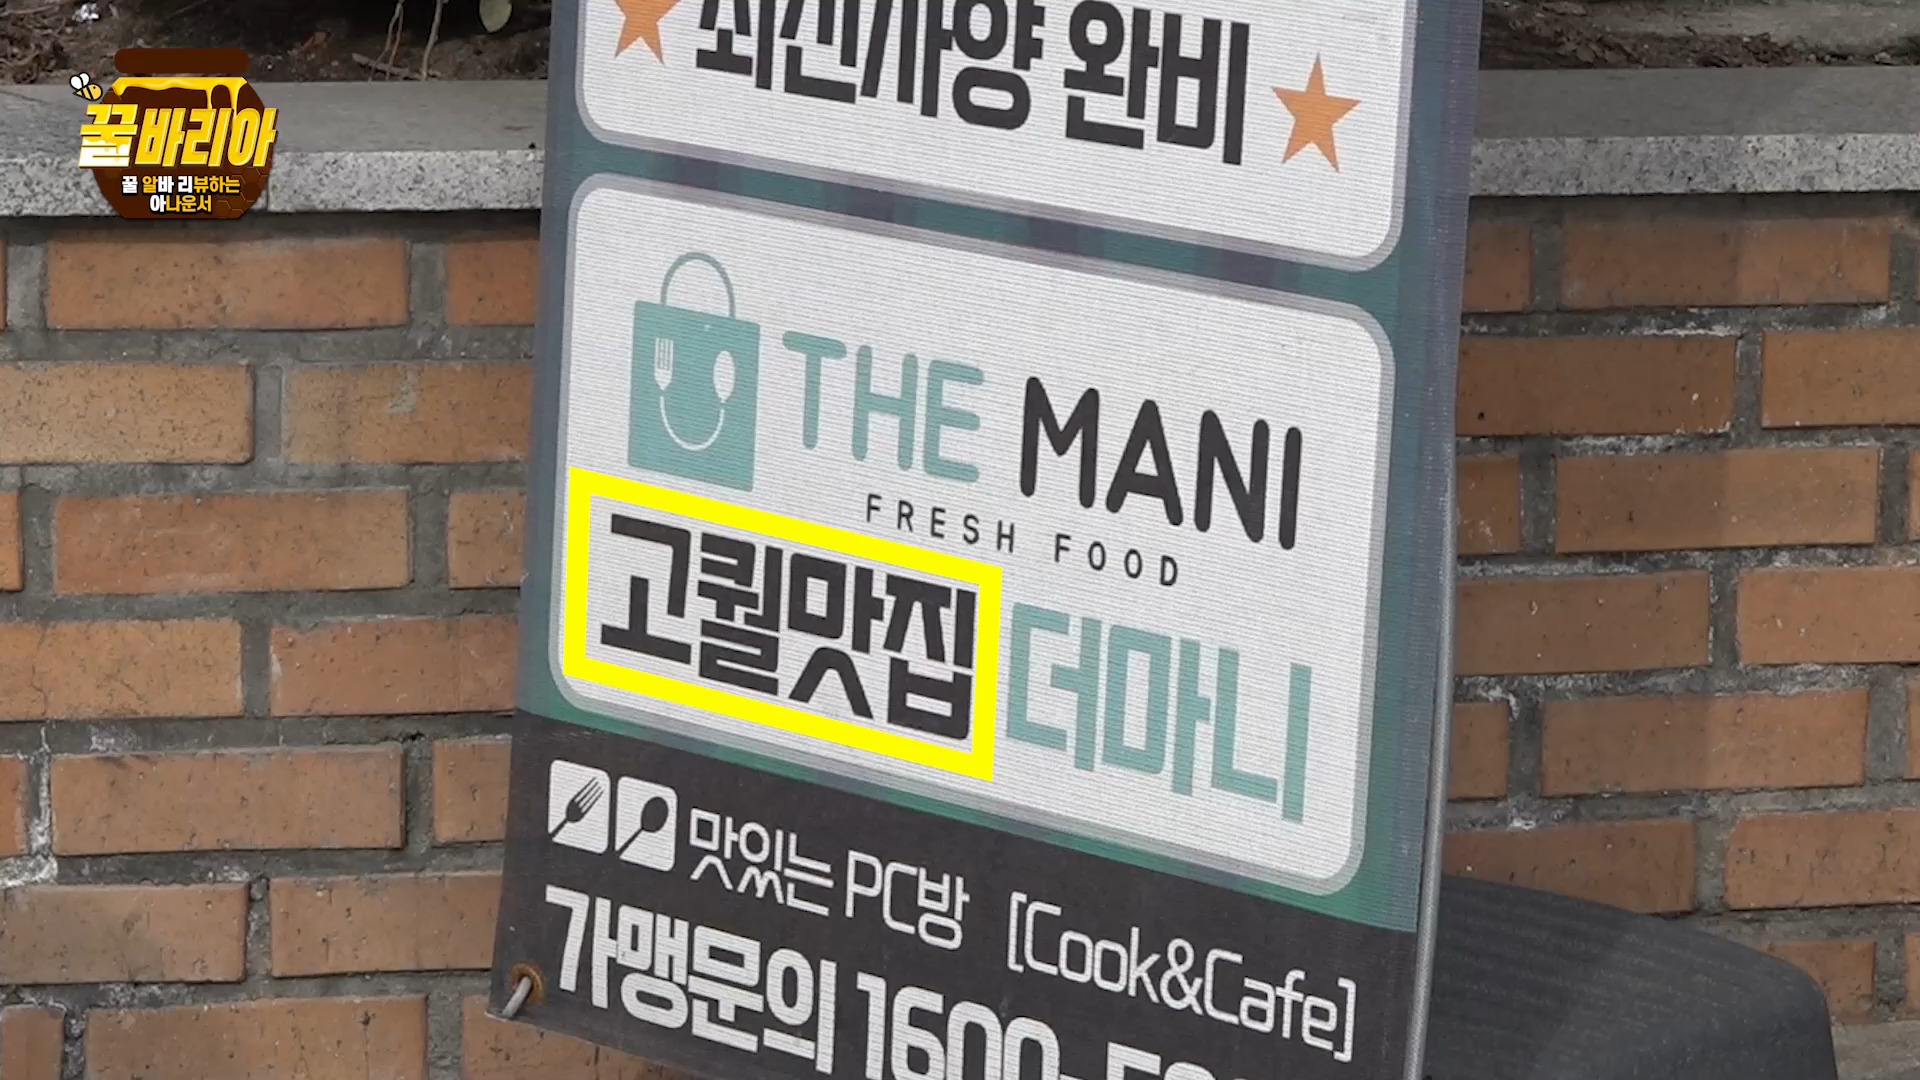 최신사양 완비
꿀바리아
꿀 알바 리뷰하는
아나운서
THE MANI
FRESH FOOD
고퀄맛집 더마니
맛있는 PC방 [Cook&Cafe]
가맹문의 1600-